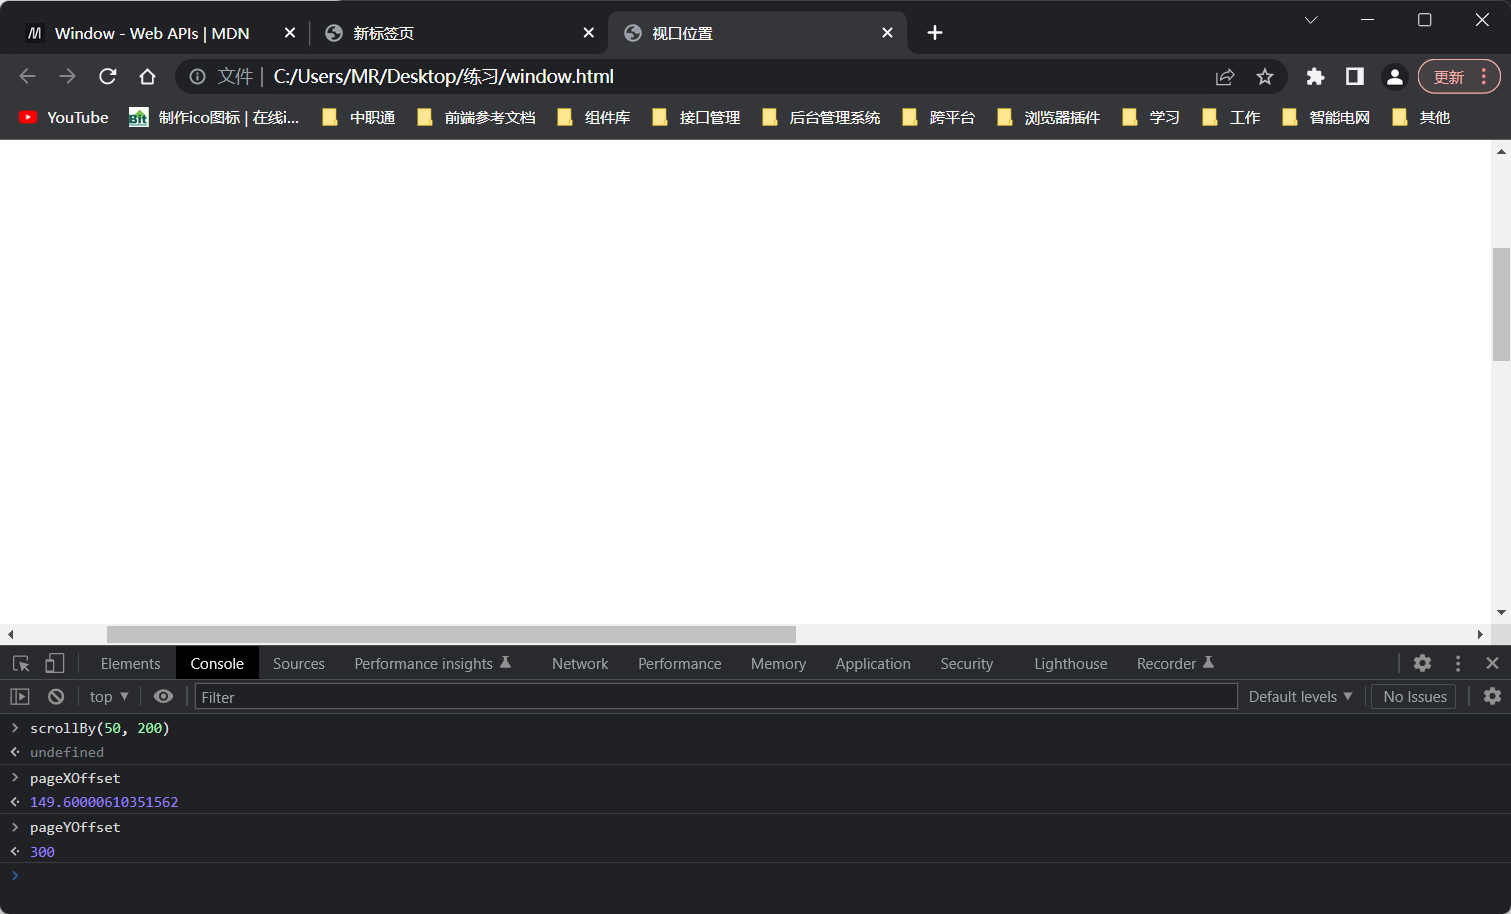 Window - Web APIs | MDN 新标签页 视口位置
文件 | C:/Users/MR/Desktop/练习/window.html 更新
YouTube 制作ico图标 | 在线i... 中职通 前端参考文档 组件库 接口管理 后台管理系统 跨平台 浏览器插件 学习 工作 智能电网 其他
Elements Console Sources Performance insights Network Performance Memory Application Security Lighthouse Recorder
top Filter Default levels No Issues
scrollBy(50, 200)
undefined
pageXOffset
149.60000610351562
pageYOffset
300